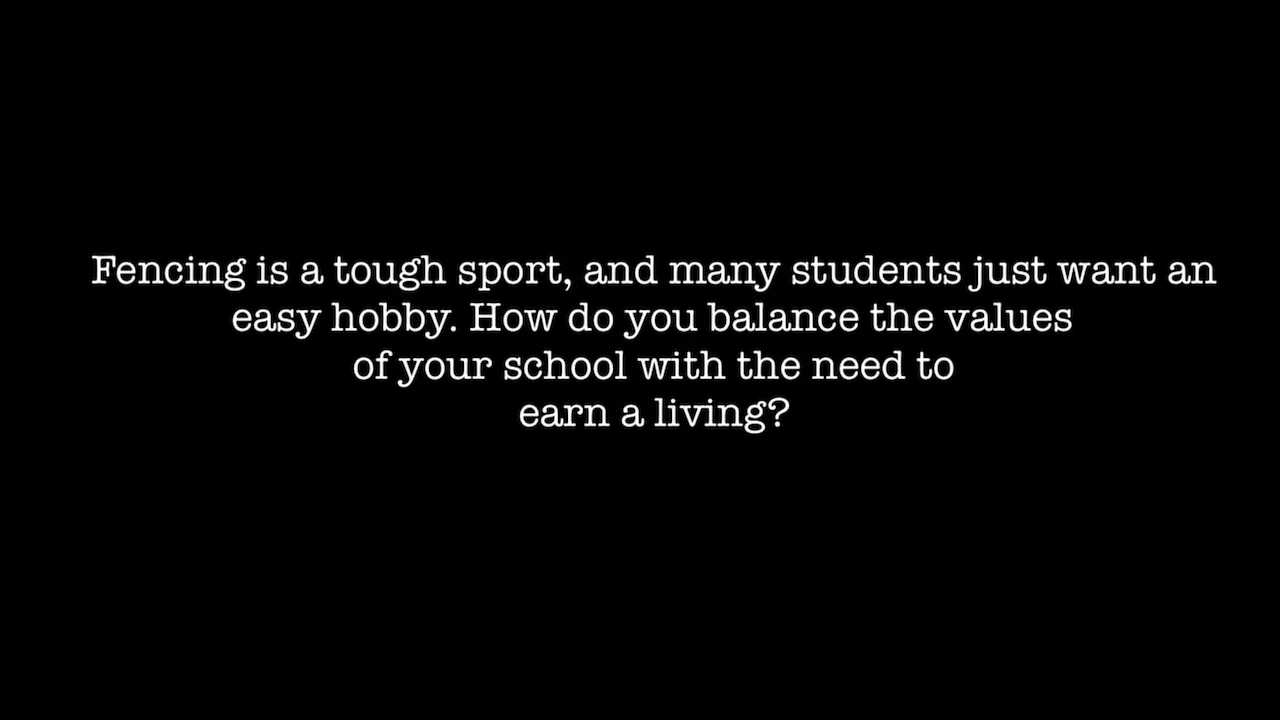 Fencing is a tough sport, and many students just want an
easy hobby. How do you balance the values
of your school with the need to
earn a living?